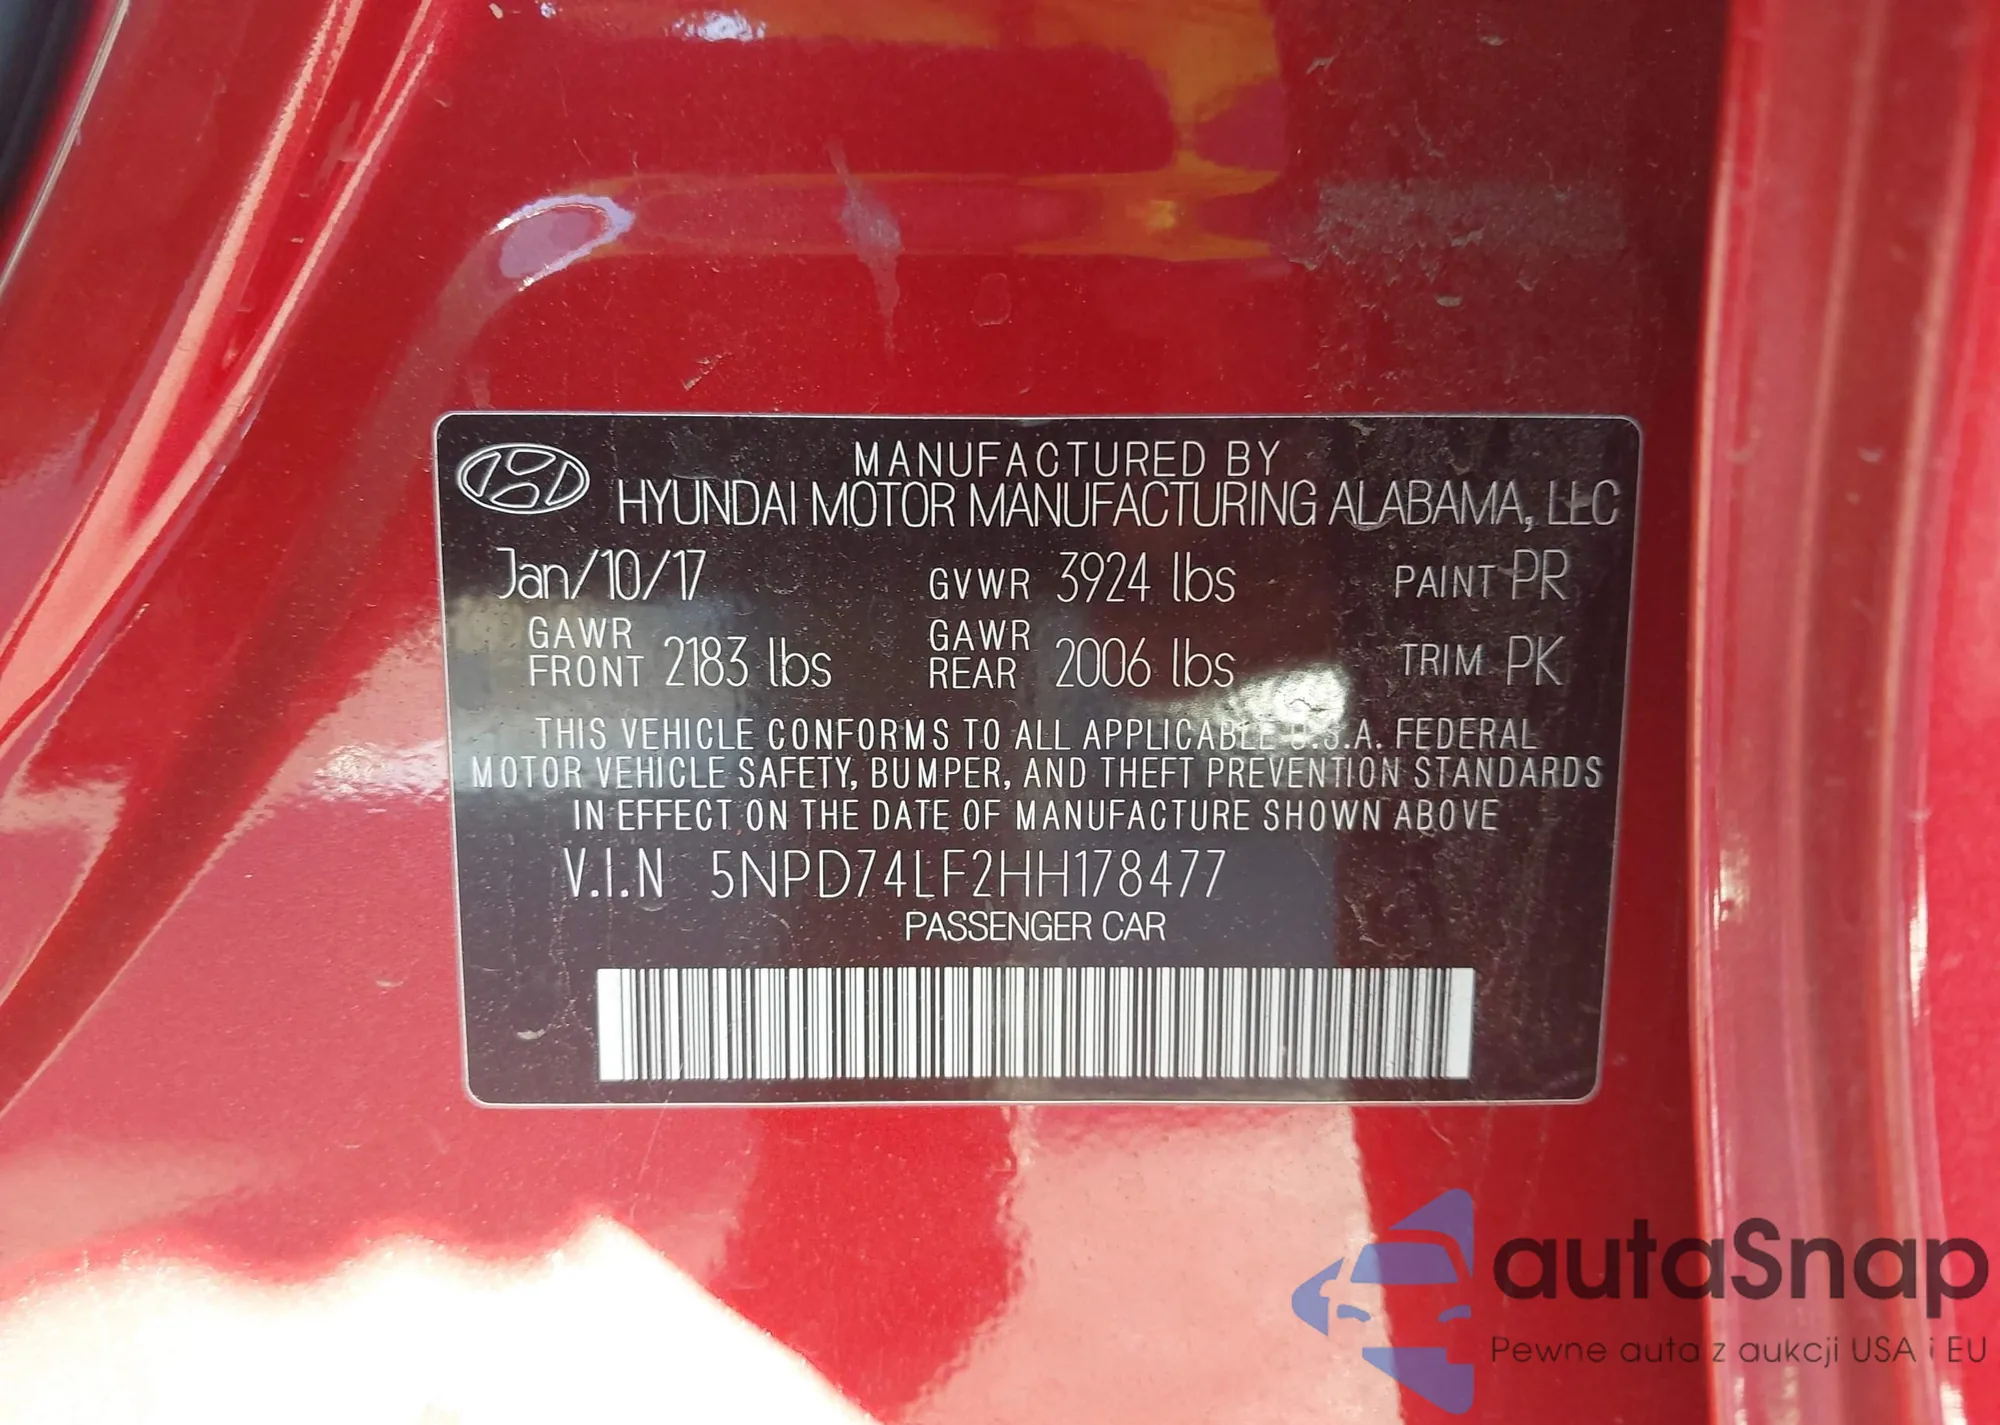 MANUFACTURED BY
HYUNDAI MOTOR MANUFACTURING ALABAMA, LLC
Jan/10/17 GVWR 3924 lbs PAINT PR
GAWR FRONT 2183 lbs GAWR REAR 2006 lbs TRIM PK
THIS VEHICLE CONFORMS TO ALL APPLICABLE U.S.A. FEDERAL
MOTOR VEHICLE SAFETY, BUMPER, AND THEFT PREVENTION STANDARDS
IN EFFECT ON THE DATE OF MANUFACTURE SHOWN ABOVE
V.I.N 5NPD74LF2HH178477
PASSENGER CAR
autaSnap
Pewne auta z aukcji USA i EU